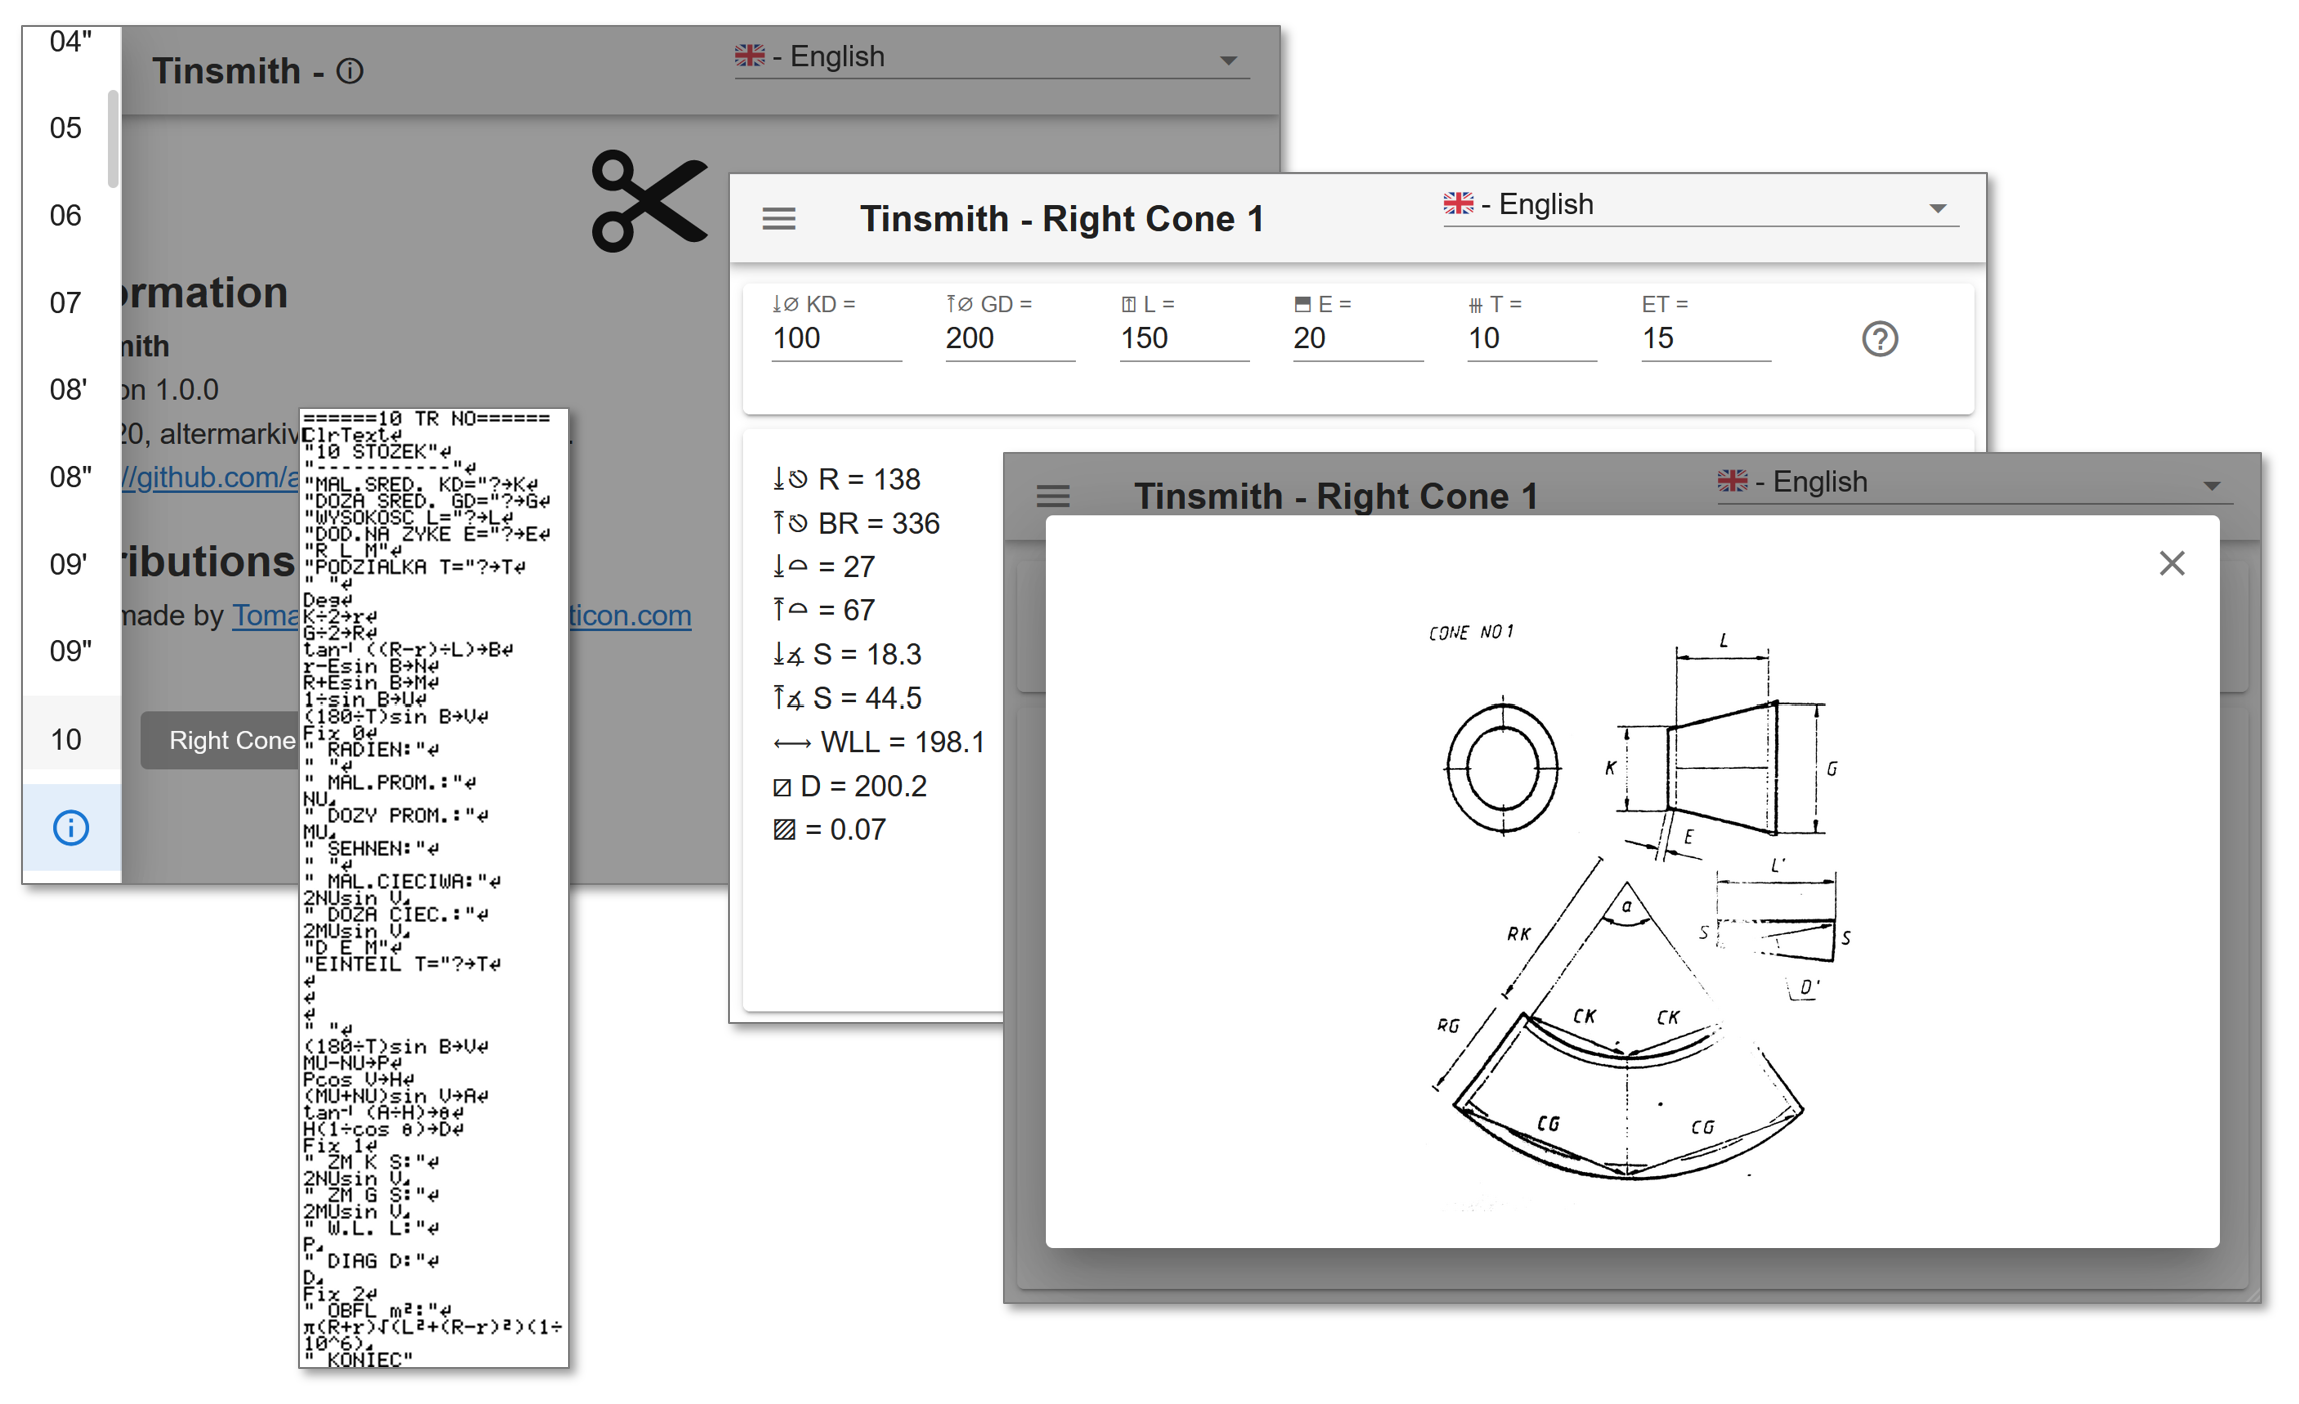 04"
05
06
07
08'
08"
09'
09"
10
Tinsmith -
- English
ormation
mith
on 1.0.0
20, altermarkiv
//github.com/a
ributions
made by Toma
ticon.com
Right Cone
======10 TR NO======
ClrText↵
"10 STOZEK"↵
"-----------"↵
"MAL.SRED. KD="?→K↵
"DOZA SRED. GD="?→G↵
"WYSOKOSC L="?→L↵
"DOD.NA ZYKE E="?→E↵
"R L M"↵
"PODZIALKA T="?→T↵
" "↵
Deg↵
K÷2→r↵
G÷2→R↵
tan⁻¹ ((R-r)÷L)→B↵
r-Esin B→N↵
R+Esin B→M↵
1÷sin B→U↵
(180÷T)sin B→V↵
Fix 0↵
" RADIEN:"↵
" "↵
" MAL.PROM.:"↵
NU◢
" DOZY PROM.:"↵
MU◢
" SEHNEN:"↵
" "↵
" MAL.CIECIWA:"↵
2NUsin V◢
" DOZA CIEC.:"↵
2MUsin V◢
"D E M"↵
"EINTEIL T="?→T↵
↵
↵
↵
" "↵
(180÷T)sin B→V↵
MU-NU→P↵
Pcos V→H↵
(MU+NU)sin V→A↵
tan⁻¹ (A÷H)→θ↵
H(1÷cos θ)→D↵
Fix 1↵
" ZM K S:"↵
2NUsin V◢
" ZM G S:"↵
2MUsin V◢
" W.L. L:"↵
P◢
" DIAG D:"↵
D◢
Fix 2↵
" OBFL m²:"↵
π(R+r)√(L²+(R-r)²)(1÷
10^6)◢
" KONIEC"
Tinsmith - Right Cone 1
- English
KD =
GD =
L =
E =
T =
ET =
100
200
150
20
10
15
R = 138
BR = 336
= 27
= 67
S = 18.3
S = 44.5
WLL = 198.1
D = 200.2
= 0.07
Tinsmith - Right Cone 1
- English
CONE NO1
L
K
G
E
L'
a
RK
S
S
D'
CK
CK
RG
CG
CG